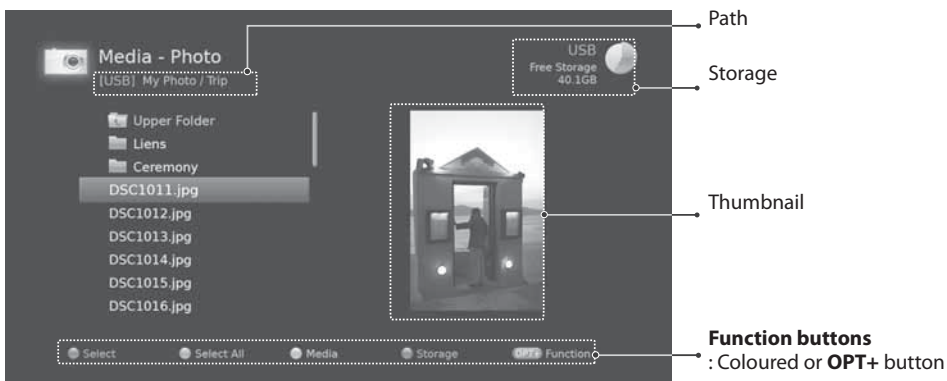 Path
Media - Photo
[USB] My Photo / Trip
USB
Free Storage
40.1GB
Storage
Upper Folder
Liens
Ceremony
DSC1011.jpg
DSC1012.jpg
DSC1013.jpg
DSC1014.jpg
DSC1015.jpg
DSC1016.jpg
Thumbnail
Select
Select All
Media
Storage
OPT+ Function
Function buttons
: Coloured or OPT+ button